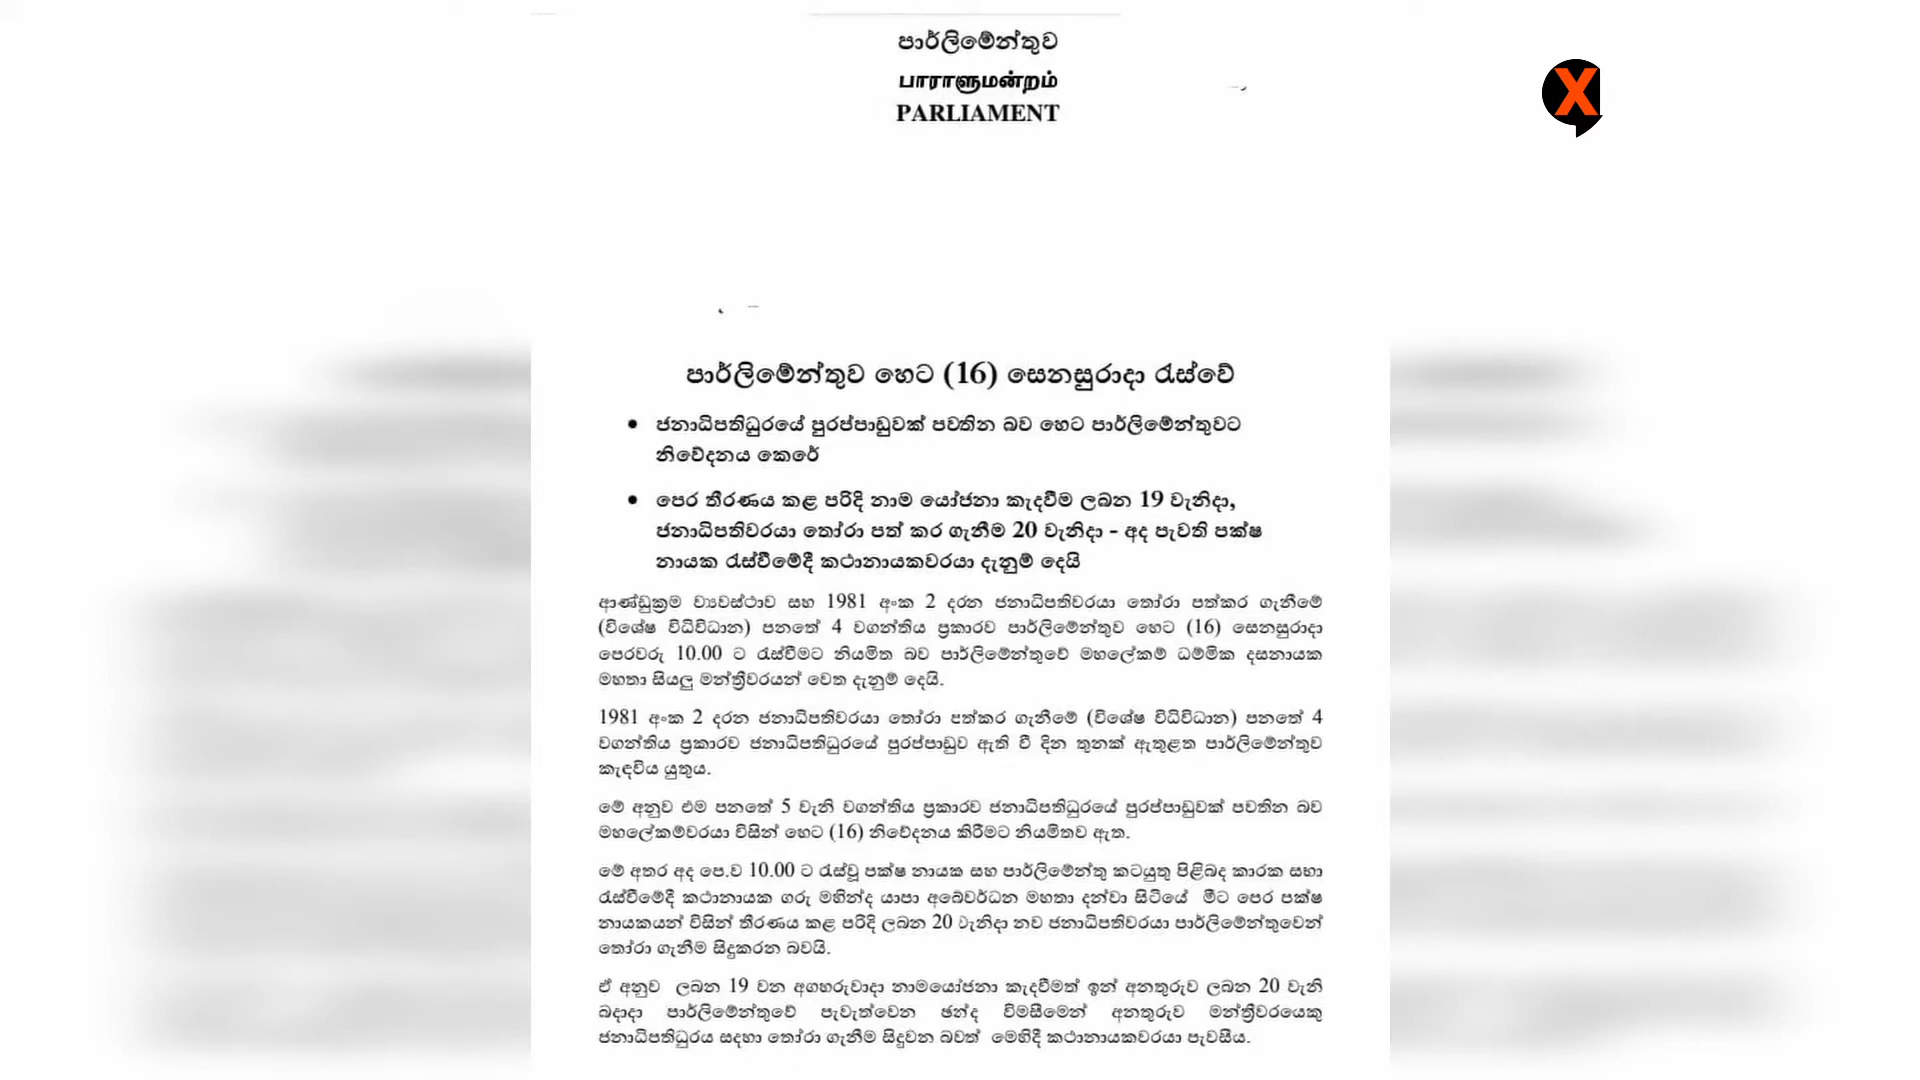 පාර්ලිමේන්තුව
பாராளுமன்றம்
PARLIAMENT
X
පාර්ලිමේන්තුව හෙට (16) සෙනසුරාදා රැස්වේ
• ජනාධිපතිධුරයේ පුරප්පාඩුවක් පවතින බව හෙට පාර්ලිමේන්තුවට
නිවේදනය කෙරේ
• පෙර තීරණය කළ පරිදි නාම යෝජනා කැදවීම ලබන 19 වැනිදා,
ජනාධිපතිවරයා තෝරා පත් කර ගැනීම 20 වැනිදා - අද පැවති පක්ෂ
නායක රැස්වීමේදී කථානායකවරයා දැනුම් දෙයි
ආණ්ඩුක්‍රම ව්‍යවස්ථාව සහ 1981 අංක 2 දරන ජනාධිපතිවරයා තෝරා පත්කර ගැනීමේ
(විශේෂ විධිවිධාන) පනතේ 4 වගන්තිය ප්‍රකාරව පාර්ලිමේන්තුව හෙට (16) සෙනසුරාදා
පෙරවරු 10.00 ට රැස්වීමට නියමිත බව පාර්ලිමේන්තුවේ මහලේකම් ධම්මික දසනායක
මහතා සියලු මන්ත්‍රීවරයන් වෙත දැනුම් දෙයි.
1981 අංක 2 දරන ජනාධිපතිවරයා තෝරා පත්කර ගැනීමේ (විශේෂ විධිවිධාන) පනතේ 4
වගන්තිය ප්‍රකාරව ජනාධිපතිධුරයේ පුරප්පාඩුව ඇති වී දින තුනක් ඇතුළත පාර්ලිමේන්තුව
කැඳවිය යුතුය.
මේ අනුව එම පනතේ 5 වැනි වගන්තිය ප්‍රකාරව ජනාධිපතිධුරයේ පුරප්පාඩුවක් පවතින බව
මහලේකම්වරයා විසින් හෙට (16) නිවේදනය කිරීමට නියමිතව ඇත.
මේ අතර අද පෙ.ව 10.00 ට රැස්වූ පක්ෂ නායක සහ පාර්ලිමේන්තු කටයුතු පිළිබද කාරක සභා
රැස්වීමේදී කථානායක ගරු මහින්ද යාපා අබේවර්ධන මහතා දන්වා සිටියේ මීට පෙර පක්ෂ
නායකයන් විසින් තීරණය කළ පරිදි ලබන 20 වැනිදා නව ජනාධිපතිවරයා පාර්ලිමේන්තුවෙන්
තෝරා ගැනීම සිදුකරන බවයි.
ඒ අනුව ලබන 19 වන අගහරුවාදා නාමයෝජනා කැදවීමත් ඉන් අනතුරුව ලබන 20 වැනි
බදාදා පාර්ලිමේන්තුවේ පැවැත්වෙන ඡන්ද විමසීමෙන් අනතුරුව මන්ත්‍රීවරයෙකු
ජනාධිපතිධුරය සදහා තෝරා ගැනීම සිදුවන බවත් මෙහිදී කථානායකවරයා පැවසීය.